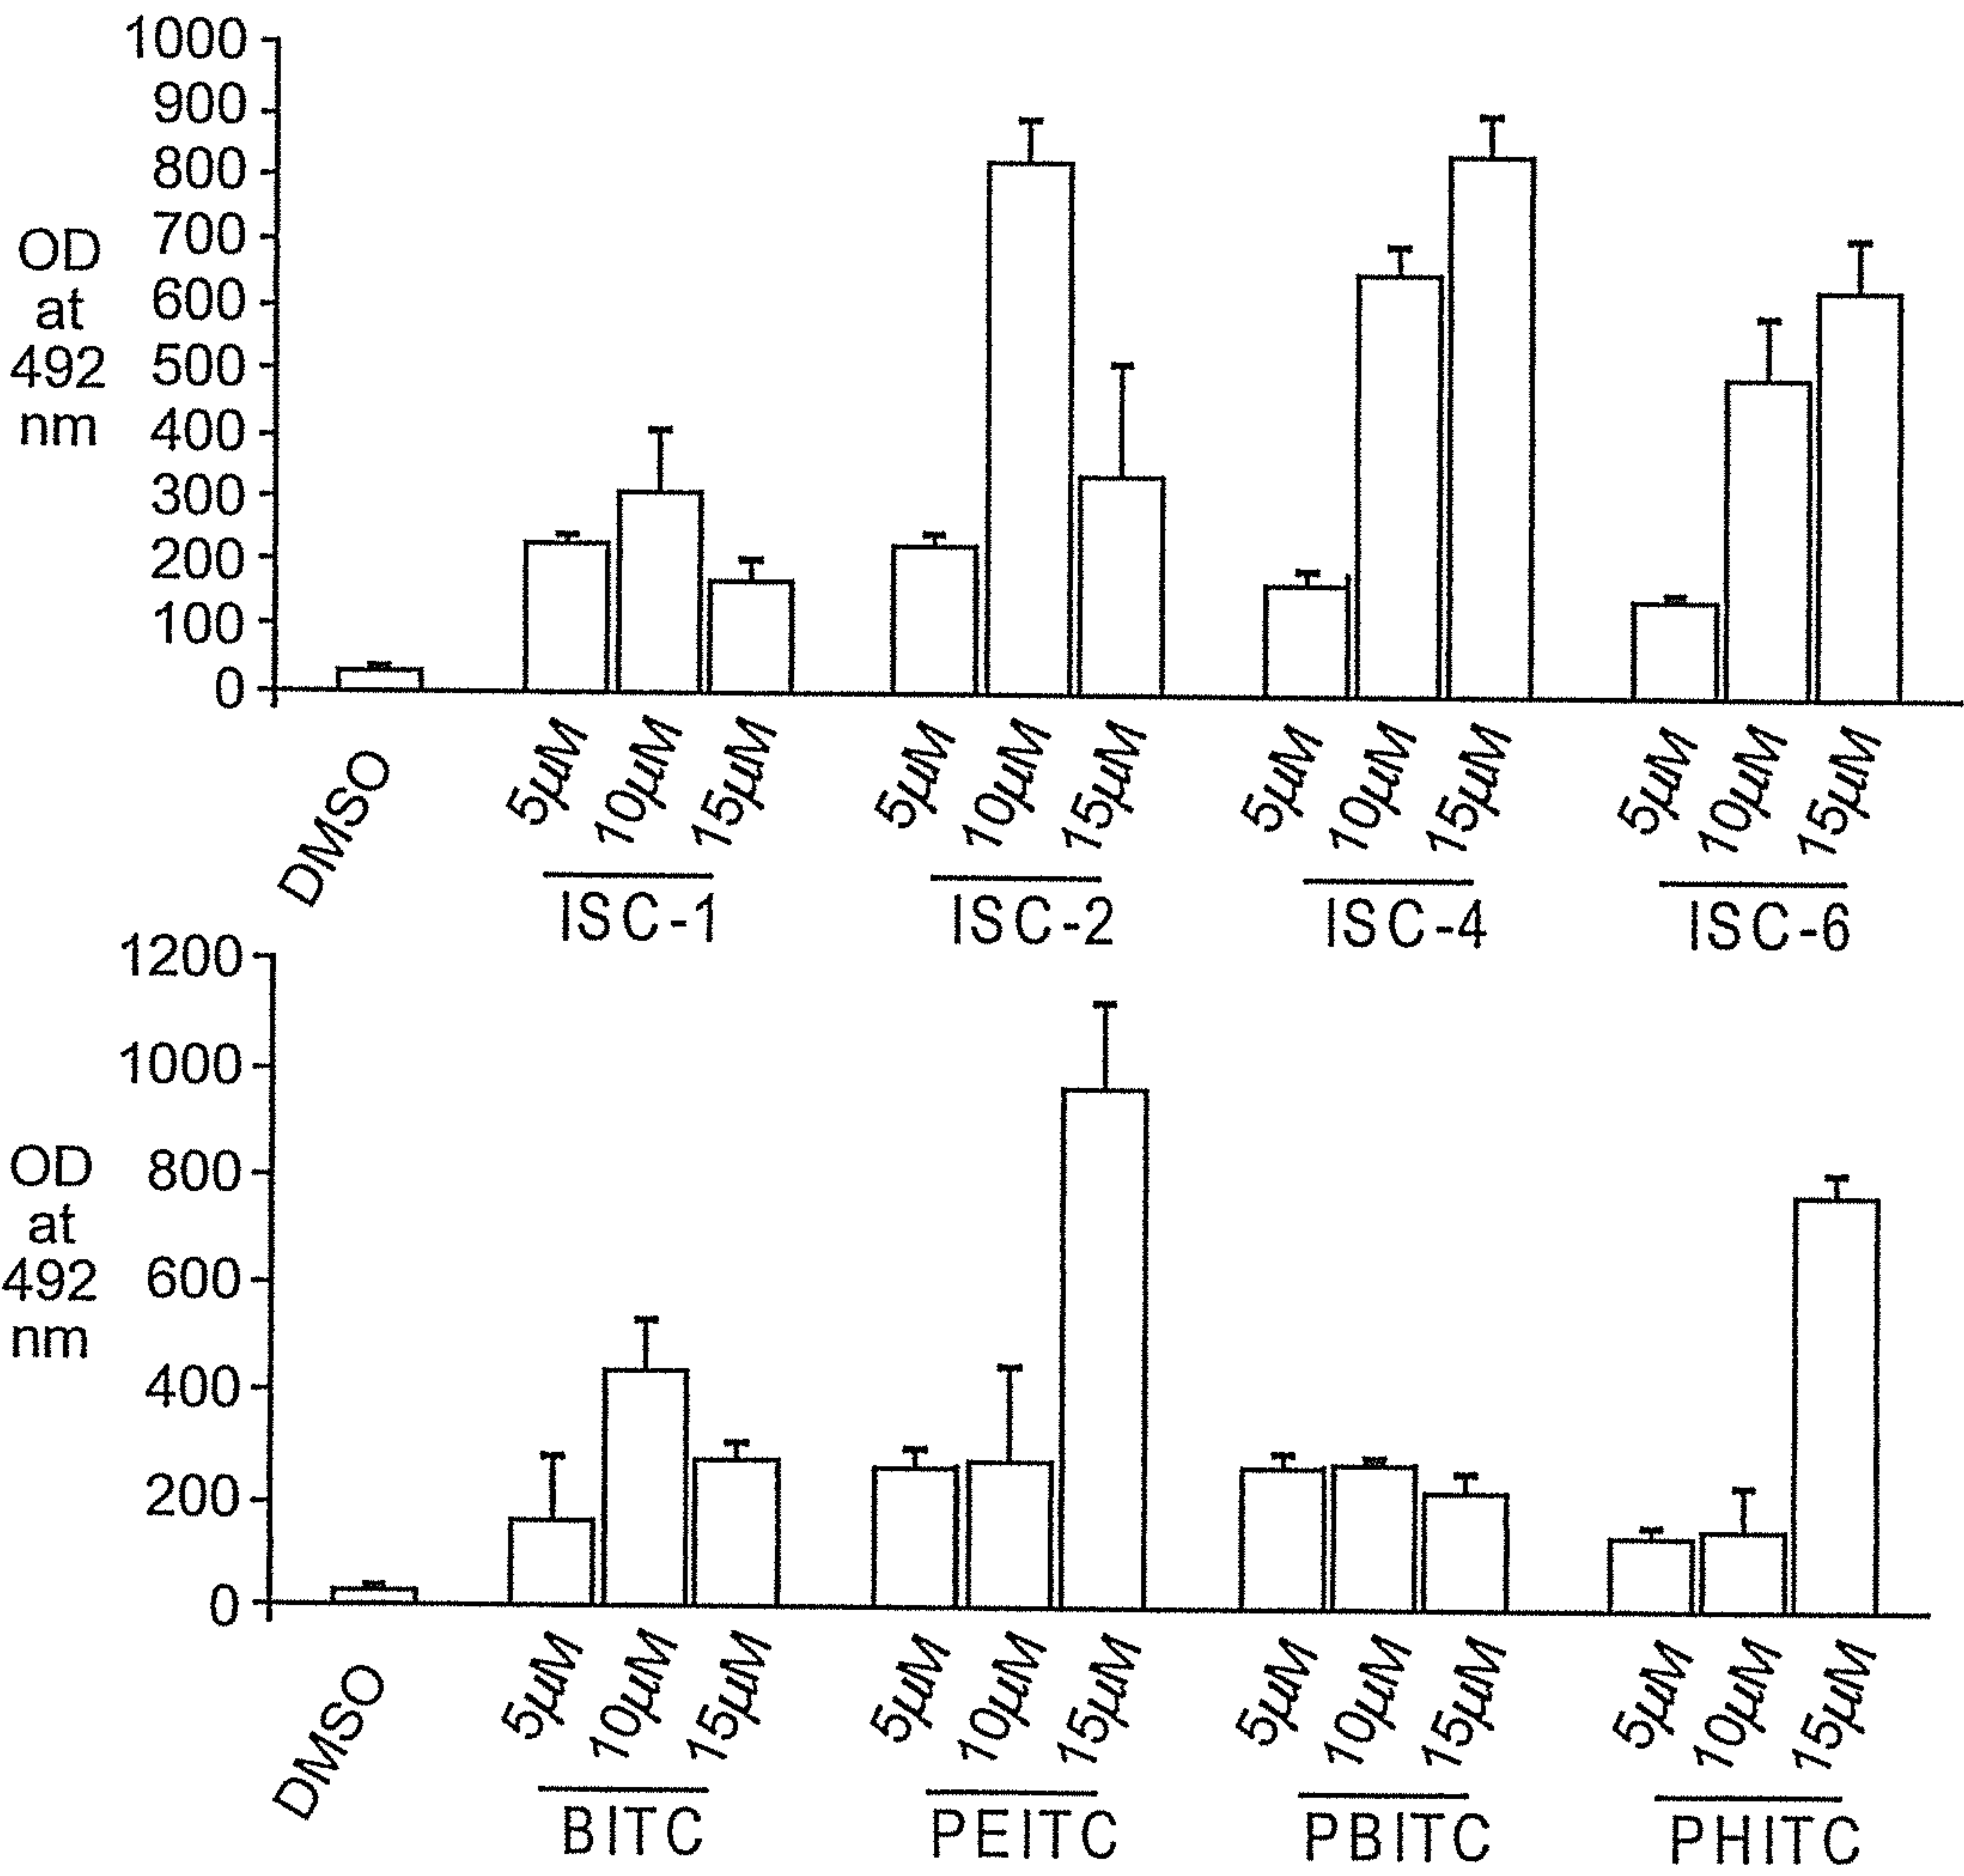 1000
900
800
700
600
500
400
300
200
100
0
OD
at
492
nm
DMSO
5µM 10µM 15µM 5µM 10µM 15µM 5µM 10µM 15µM 5µM 10µM 15µM
ISC-1 ISC-2 ISC-4 ISC-6
1200
1000
800
600
400
200
0
OD
at
492
nm
DMSO
5µM 10µM 15µM 5µM 10µM 15µM 5µM 10µM 15µM 5µM 10µM 15µM
BITC PEITC PBITC PHITC